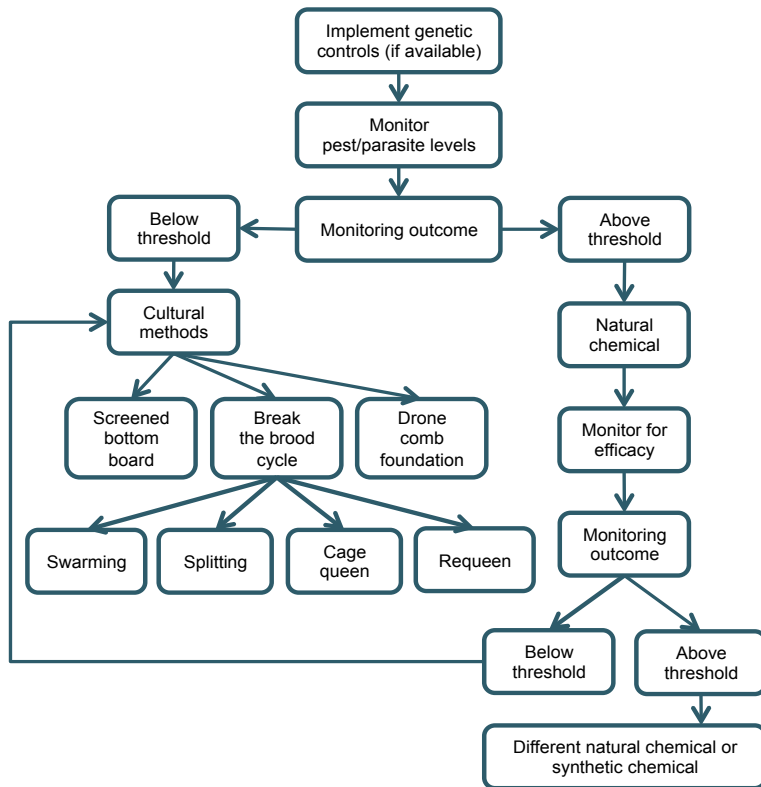 Implement genetic
controls (if available)
Monitor
pest/parasite levels
Monitoring outcome
Below
threshold
Above
threshold
Cultural
methods
Natural
chemical
Screened
bottom
board
Break
the brood
cycle
Drone
comb
foundation
Monitor for
efficacy
Swarming
Splitting
Cage
queen
Requeen
Monitoring
outcome
Below
threshold
Above
threshold
Different natural chemical or
synthetic chemical